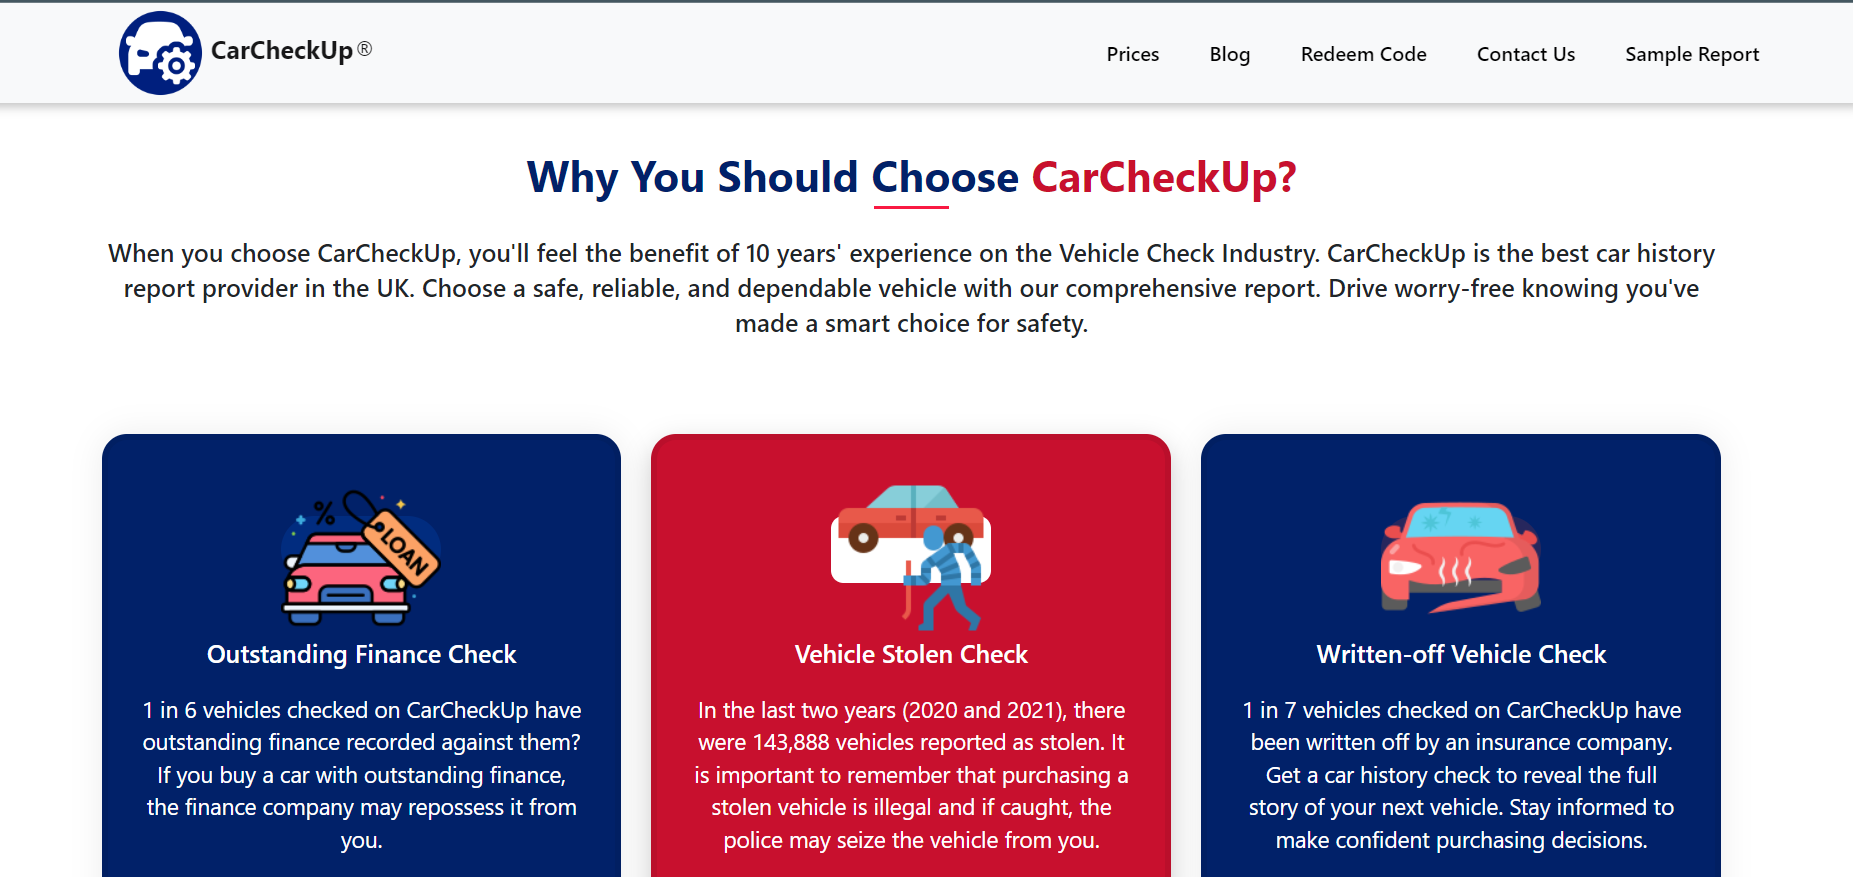 CarCheckUp ®
Prices
Blog
Redeem Code
Contact Us
Sample Report
Why You Should Choose CarCheckUp?
When you choose CarCheckUp, you'll feel the benefit of 10 years' experience on the Vehicle Check Industry. CarCheckUp is the best car history
report provider in the UK. Choose a safe, reliable, and dependable vehicle with our comprehensive report. Drive worry-free knowing you've
made a smart choice for safety.
%
LOAN
Outstanding Finance Check
1 in 6 vehicles checked on CarCheckUp have
outstanding finance recorded against them?
If you buy a car with outstanding finance,
the finance company may repossess it from
you.
Vehicle Stolen Check
In the last two years (2020 and 2021), there
were 143,888 vehicles reported as stolen. It
is important to remember that purchasing a
stolen vehicle is illegal and if caught, the
police may seize the vehicle from you.
Written-off Vehicle Check
1 in 7 vehicles checked on CarCheckUp have
been written off by an insurance company.
Get a car history check to reveal the full
story of your next vehicle. Stay informed to
make confident purchasing decisions.